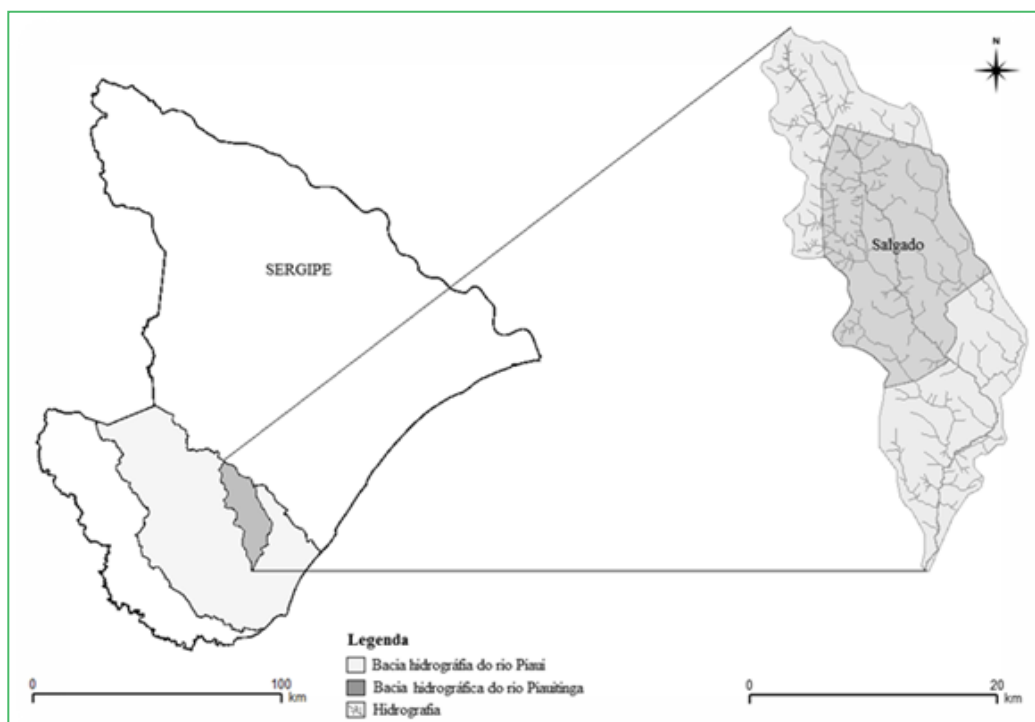 N
Salgado
SERGIPE
Legenda
Bacia hidrográfia do rio Piaui
Bacia hidrográfica do rio Piauitinga
Hidrografia
0 100
km
0 20
km